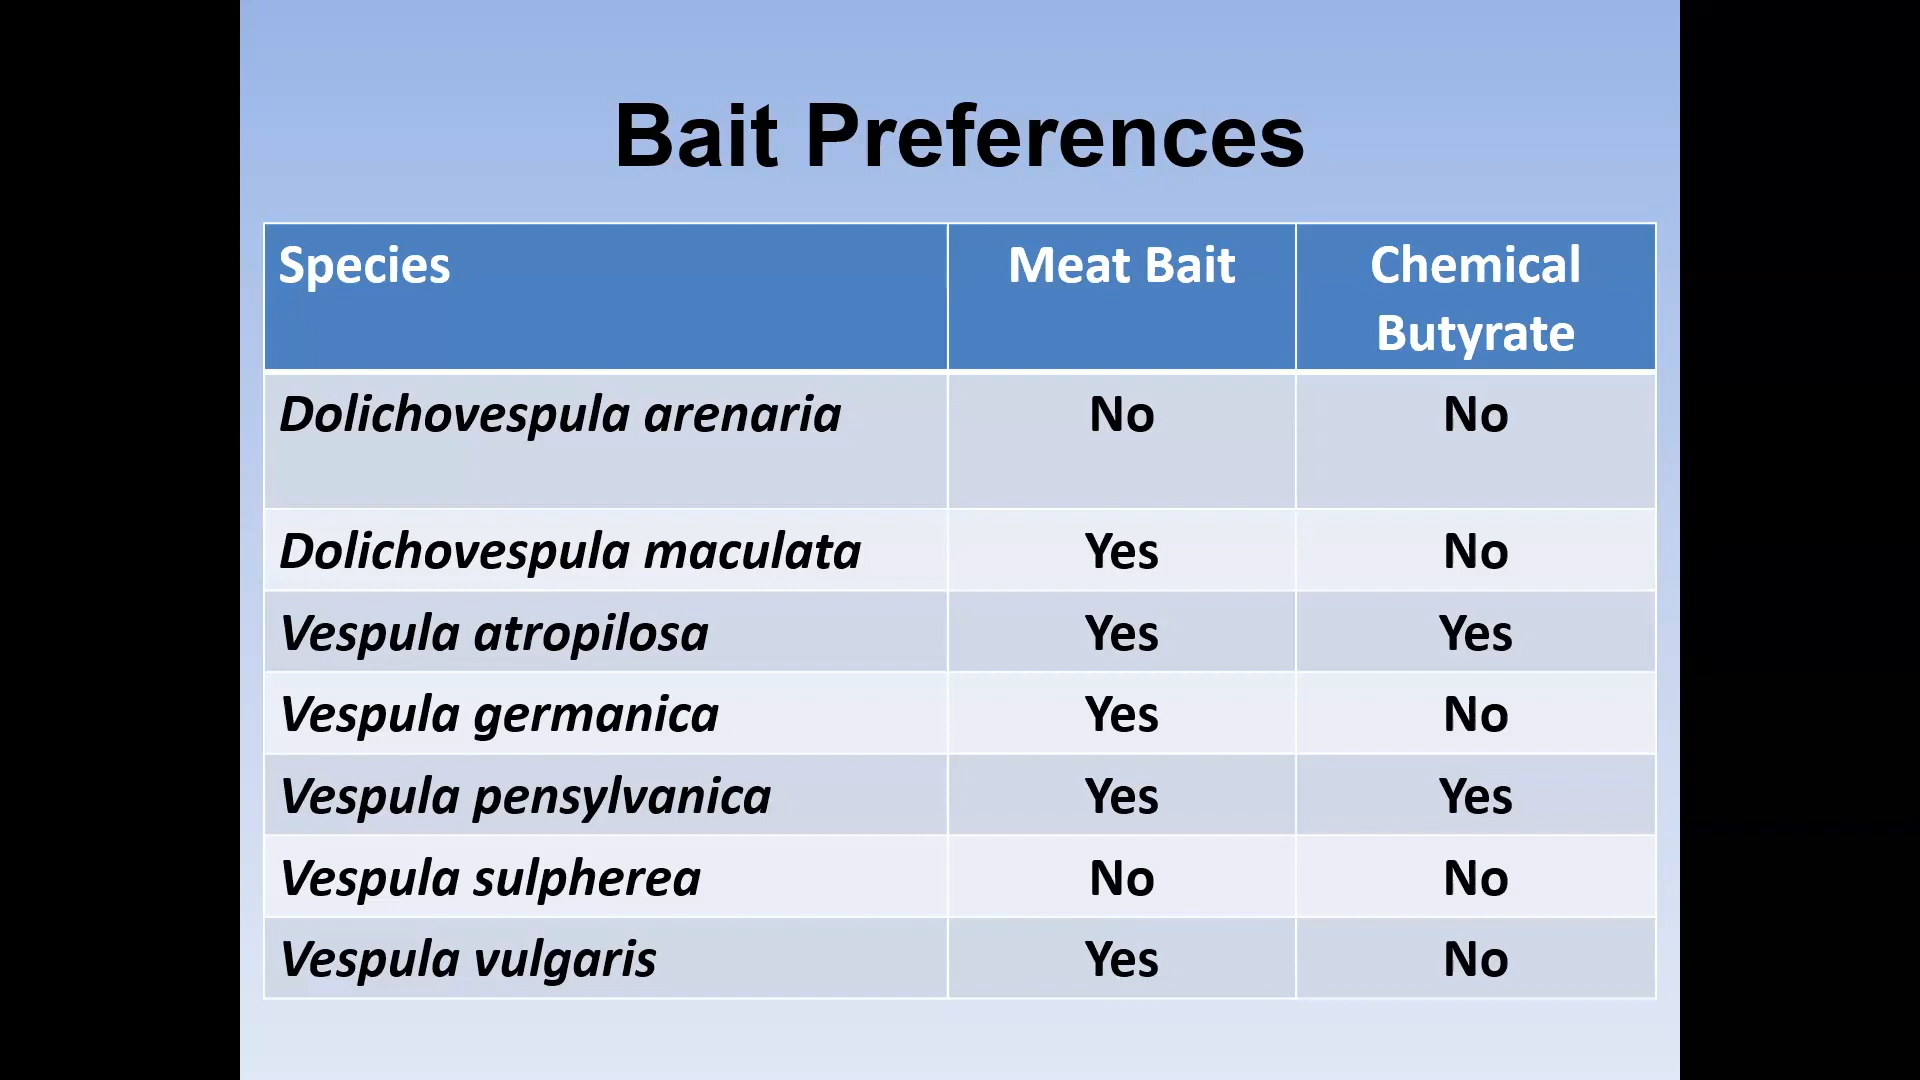 Bait Preferences
Species Meat Bait Chemical
Butyrate
Dolichovespula arenaria No No
Dolichovespula maculata Yes No
Vespula atropilosa Yes Yes
Vespula germanica Yes No
Vespula pensylvanica Yes Yes
Vespula sulpherea No No
Vespula vulgaris Yes No